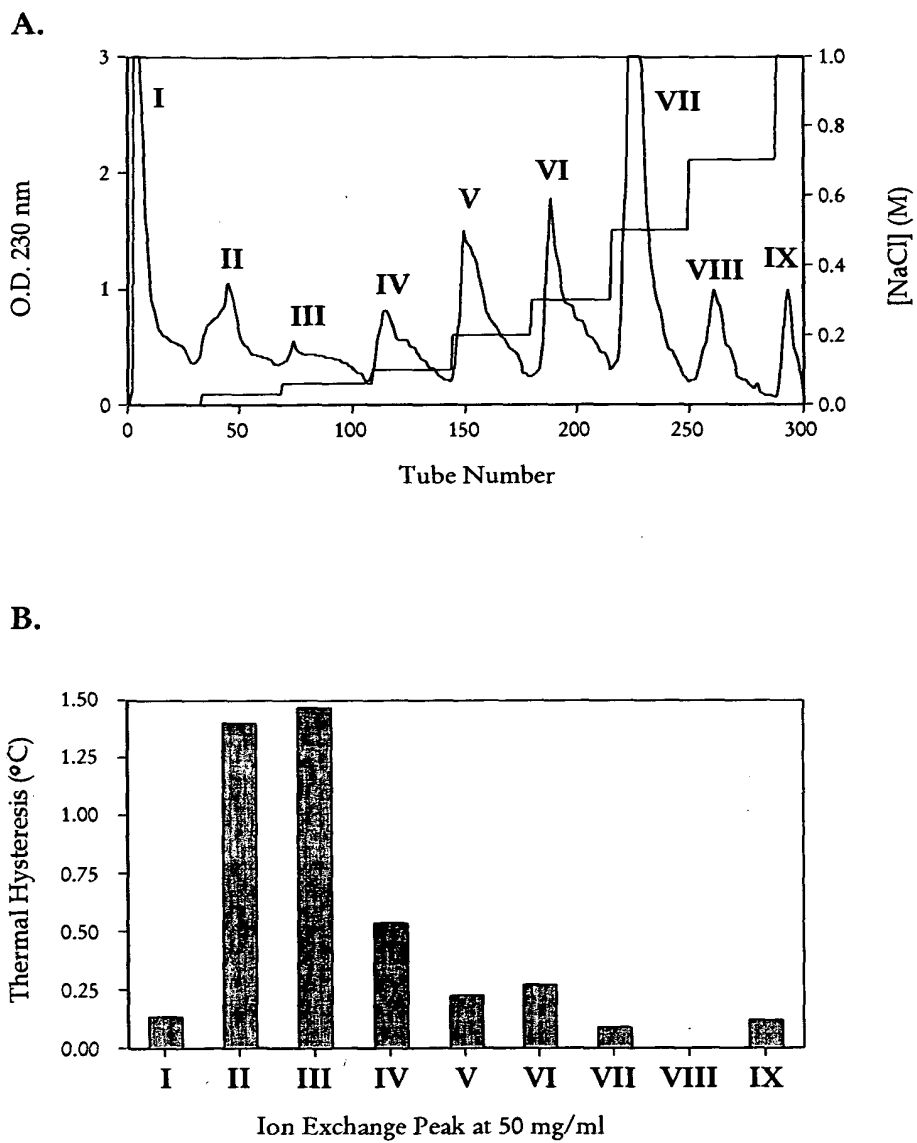 A.
3
2
1
0
O.D. 230 nm
I
II
III
IV
V
VI
VII
VIII
IX
1.0
0.8
0.6
0.4
0.2
0.0
[NaCl] (M)
0 50 100 150 200 250 300
Tube Number
B.
1.50
1.25
1.00
0.75
0.50
0.25
0.00
Thermal Hysteresis (ºC)
I II III IV V VI VII VIII IX
Ion Exchange Peak at 50 mg/ml